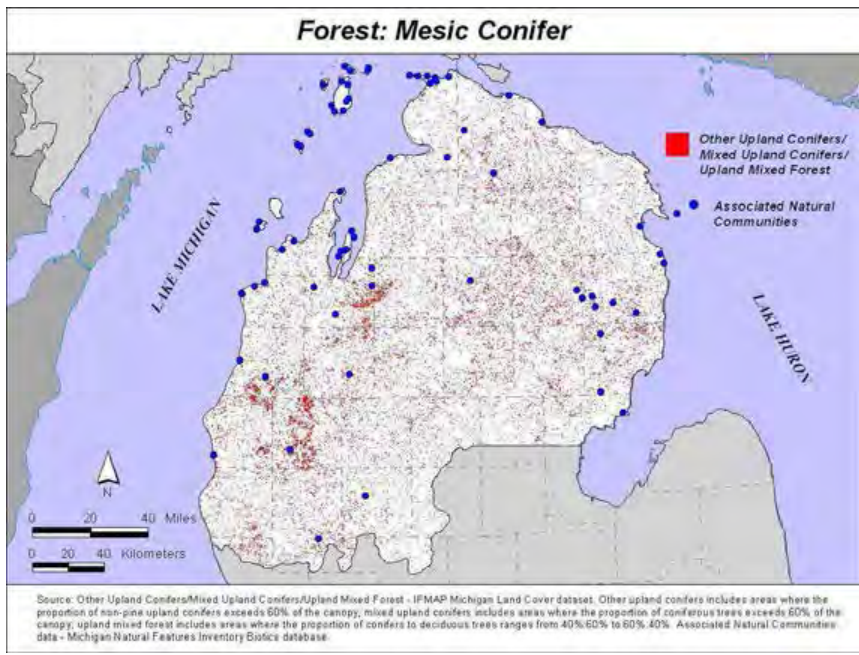 Forest: Mesic Conifer
Other Upland Conifers/
Mixed Upland Conifers/
Upland Mixed Forest
Associated Natural
Communities
LAKE MICHIGAN
LAKE HURON
N
0 20 40 Miles
0 20 40 Kilometers
Source: Other Upland Conifers/Mixed Upland Conifers/Upland Mixed Forest - IFMAP Michigan Land Cover dataset. Other upland conifers includes areas where the
proportion of non-pine upland conifers exceeds 60% of the canopy; mixed upland conifers includes areas where the proportion of coniferous trees exceeds 60% of the
canopy; upland mixed forest includes areas where the proportion of conifers to deciduous trees ranges from 40%:60% to 60%:40%. Associated Natural Communities
data - Michigan Natural Features Inventory Biotics database.